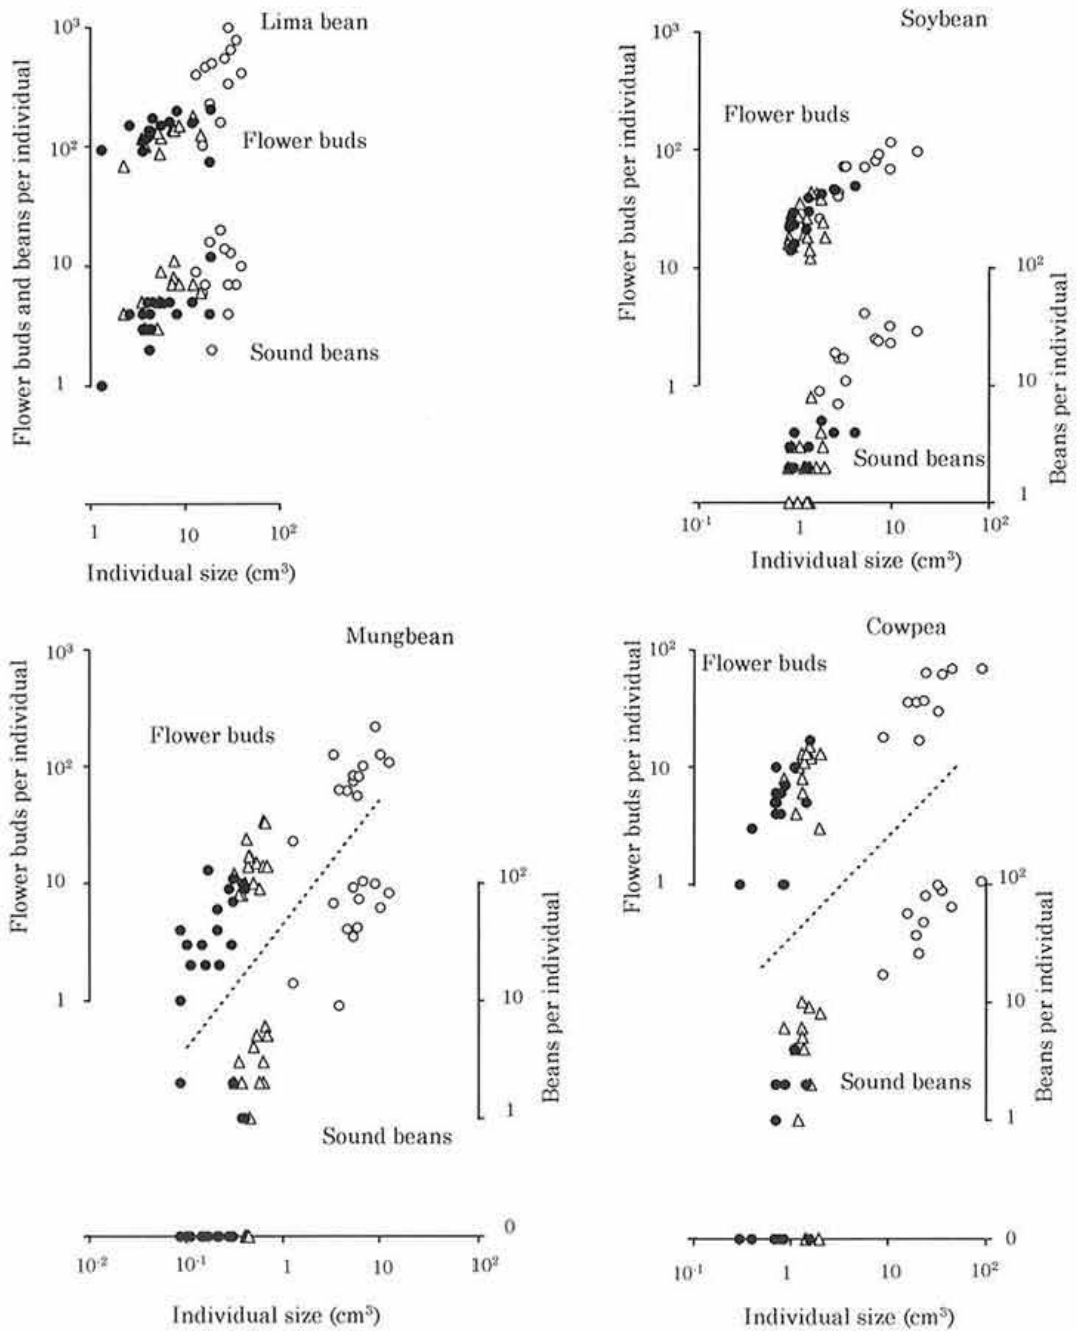 Lima bean
10³
10²
10
1
Flower buds and beans per individual
Flower buds
Sound beans
1
10
10²
Individual size (cm³)
Soybean
10³
10²
10
1
Flower buds per individual
Flower buds
Sound beans
10²
10
1
Beans per individual
10⁻¹
1
10
10²
Individual size (cm³)
Mungbean
10³
10²
10
1
Flower buds per individual
Flower buds
Sound beans
10²
10
1
0
Beans per individual
10⁻²
10⁻¹
1
10
10²
Individual size (cm³)
Cowpea
10²
10
1
Flower buds per individual
Flower buds
Sound beans
10²
10
1
0
Beans per individual
10⁻¹
1
10
10²
Individual size (cm³)